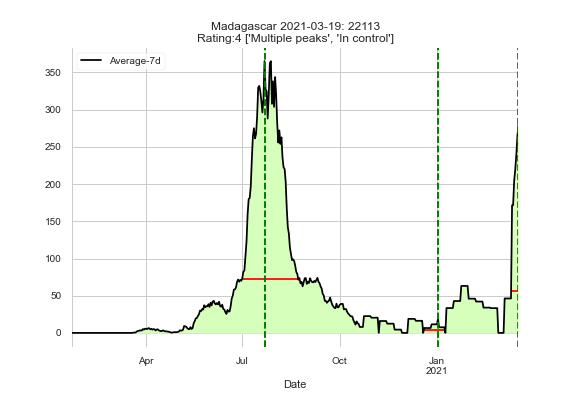 Madagascar 2021-03-19: 22113
Rating:4 ['Multiple peaks', 'In control']
Average-7d
350
300
250
200
150
100
50
0
Apr
Jul
Oct
Jan
2021
Date